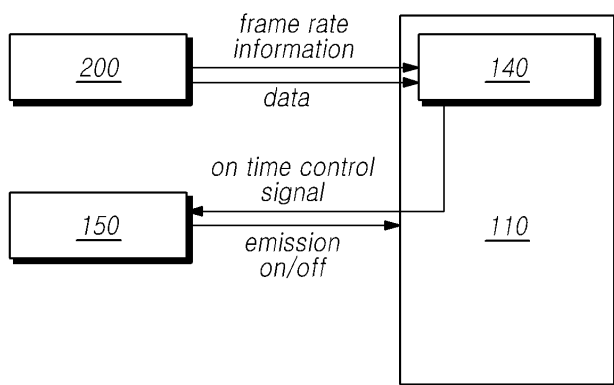 frame rate
information
200
140
data
on time control
signal
150
110
emission
on/off